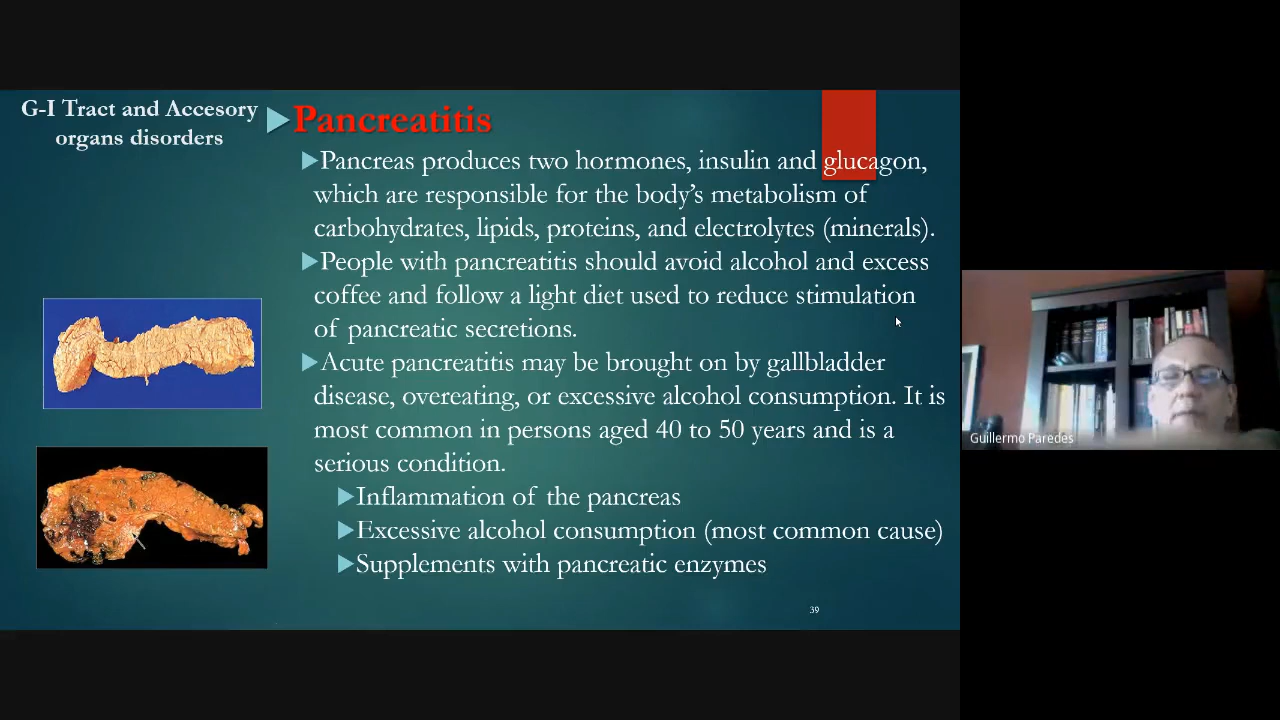 G-I Tract and Accesory
organs disorders
Pancreatitis
Pancreas produces two hormones, insulin and glucagon,
which are responsible for the body’s metabolism of
carbohydrates, lipids, proteins, and electrolytes (minerals).
People with pancreatitis should avoid alcohol and excess
coffee and follow a light diet used to reduce stimulation
of pancreatic secretions.
Acute pancreatitis may be brought on by gallbladder
disease, overeating, or excessive alcohol consumption. It is
most common in persons aged 40 to 50 years and is a
serious condition.
Inflammation of the pancreas
Excessive alcohol consumption (most common cause)
Supplements with pancreatic enzymes
39
Guillermo Paredes